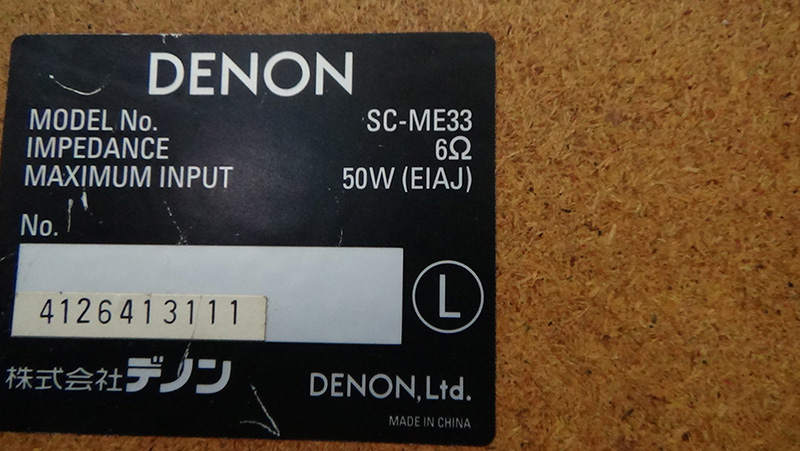 DENON
MODEL No. SC-ME33
IMPEDANCE 6Ω
MAXIMUM INPUT 50W (EIAJ)
No.
4126413111
L
株式会社デノン DENON, Ltd.
MADE IN CHINA